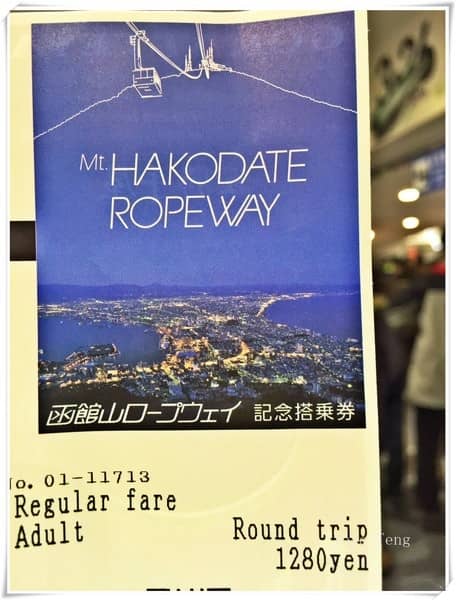 Mt. HAKODATE
ROPEWAY
函館山ロープウェイ 記念搭乗券
No. 01-11713
Regular fare
Adult
Round trip
1280yen